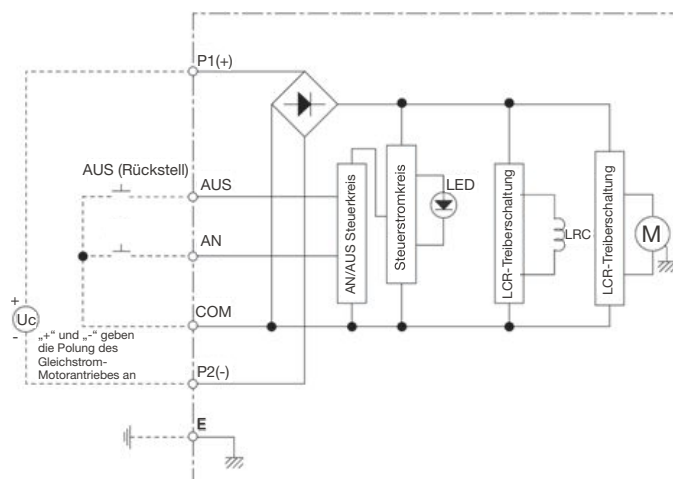 P1(+)
AUS (Rückstell)
AUS
AN
COM
P2(-)
E
+
Uc
-
„+“ und „-“ geben
die Polung des
Gleichstrom-
Motorantriebes an
AN/AUS Steuerkreis
Steuerstromkreis
LED
LCR-Treiberschaltung
LRC
LCR-Treiberschaltung
M